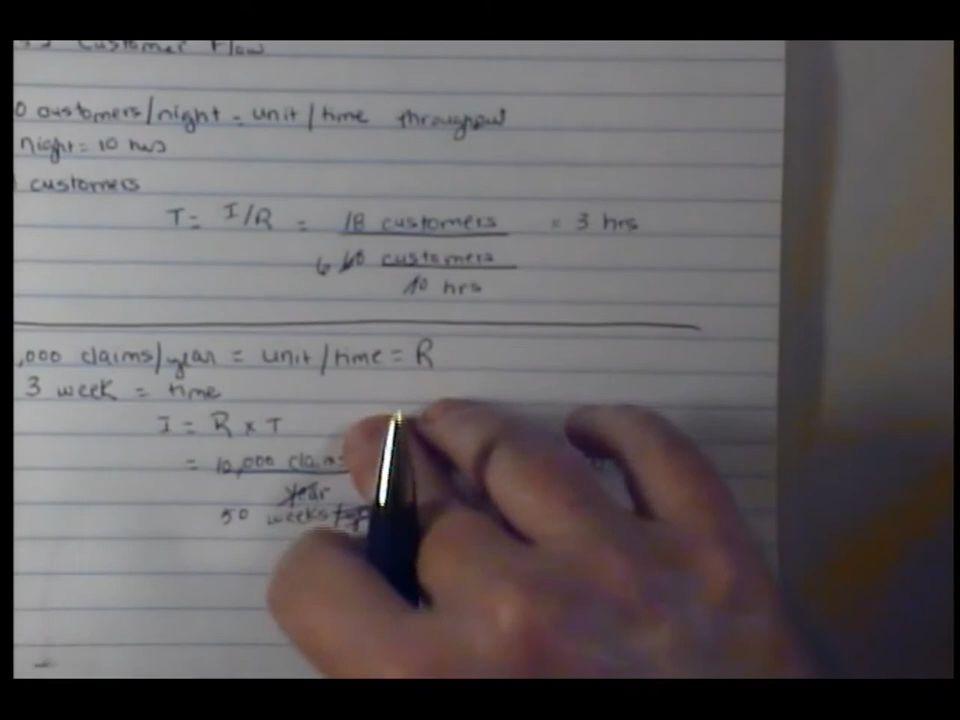 Customer Flow
0 customers/night = unit/time throughput
night = 10 hrs
customers
T = I/R = 18 customers = 3 hrs
6 60 customers
10 hrs
,000 claims/year = unit/time = R
3 week = time
I = R x T
= 10,000 claims
year
50 weeks